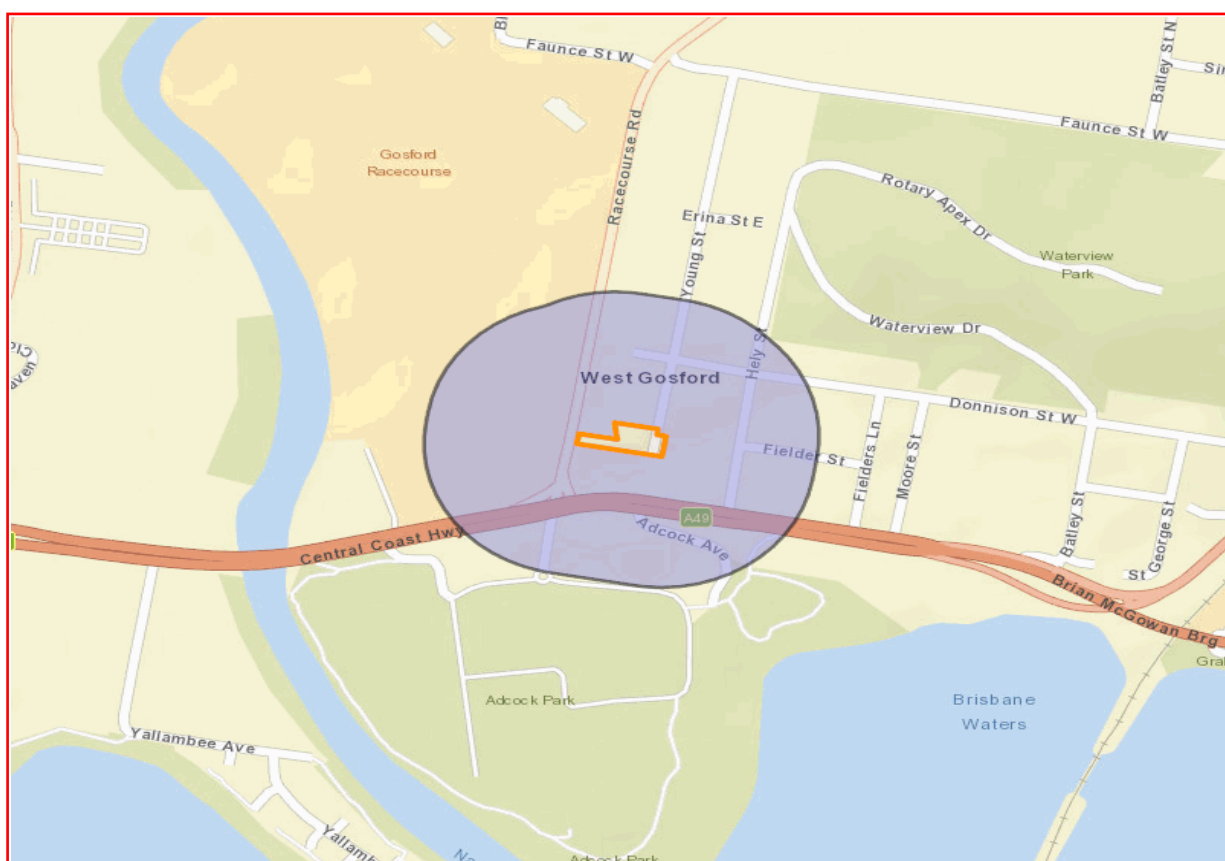 Faunce St W
Batley St N
Faunce St W
Gosford
Racecourse
Racecourse Rd
Rotary Apex Dr
Erina St E
Young St
Waterview
Park
Waterview Dr
Hely St
West Gosford
Donnison St W
Fielder St
Fielders Ln
Moore St
A49
Adcock Ave
Central Coast Hwy
Batley St
George St
St
Brian McGowan Brg
Adcock Park
Brisbane
Waters
Yallambee Ave
Adcock Park